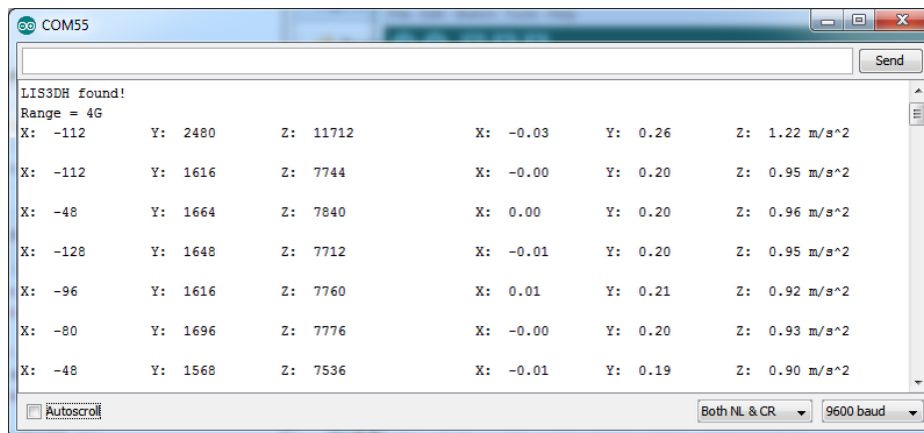 COM55
Send
LIS3DH found!
Range = 4G
X: -112 Y: 2480 Z: 11712 X: -0.03 Y: 0.26 Z: 1.22 m/s^2
X: -112 Y: 1616 Z: 7744 X: -0.00 Y: 0.20 Z: 0.95 m/s^2
X: -48 Y: 1664 Z: 7840 X: 0.00 Y: 0.20 Z: 0.96 m/s^2
X: -128 Y: 1648 Z: 7712 X: -0.01 Y: 0.20 Z: 0.95 m/s^2
X: -96 Y: 1616 Z: 7760 X: 0.01 Y: 0.21 Z: 0.92 m/s^2
X: -80 Y: 1696 Z: 7776 X: -0.00 Y: 0.20 Z: 0.93 m/s^2
X: -48 Y: 1568 Z: 7536 X: -0.01 Y: 0.19 Z: 0.90 m/s^2
Autoscroll Both NL & CR 9600 baud